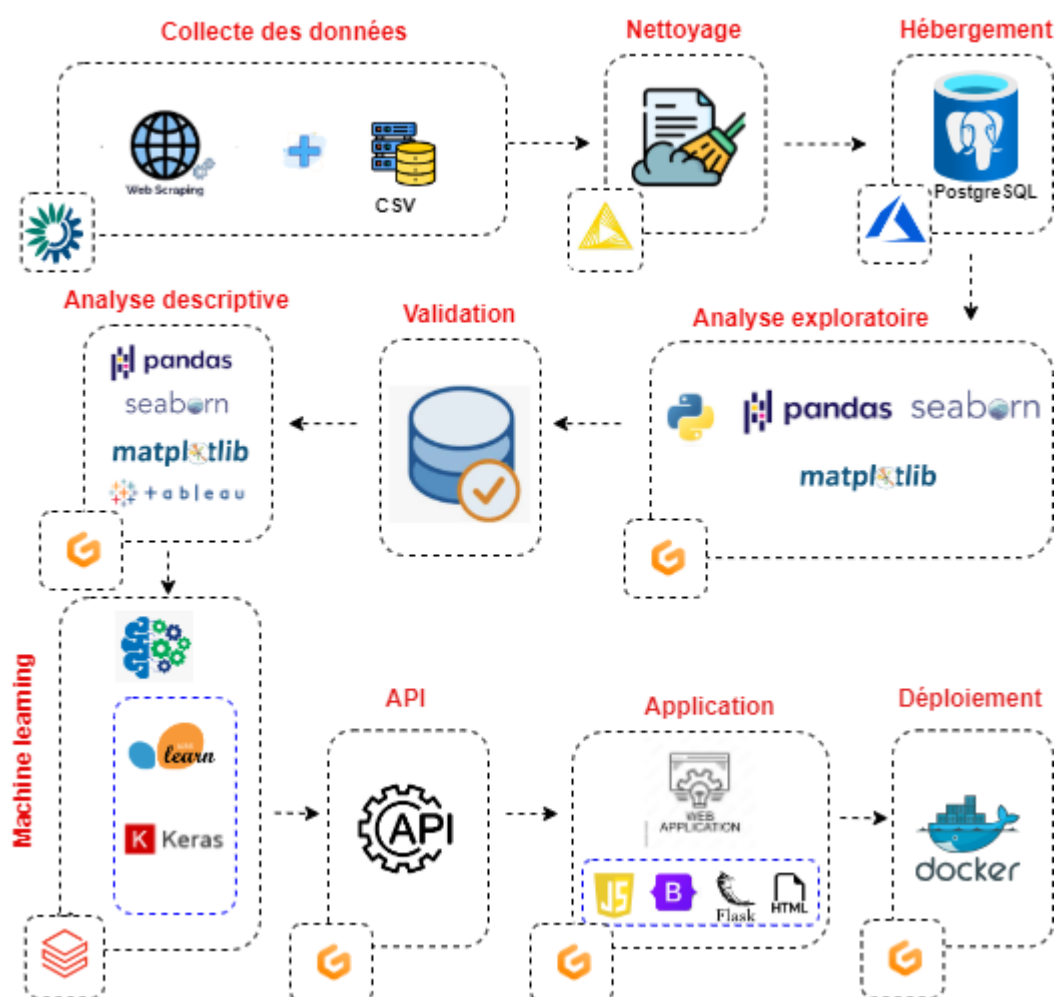 Collecte des données
Nettoyage
Hébergement
Web Scraping
CSV
PostgreSQL
Analyse descriptive
Validation
Analyse exploratoire
pandas
seaborn
matplotlib
tableau
pandas
seaborn
matplotlib
Machine learning
learn
K Keras
API
API
Application
WEB
APPLICATION
JS
B
Flask
HTML
Déploiement
docker